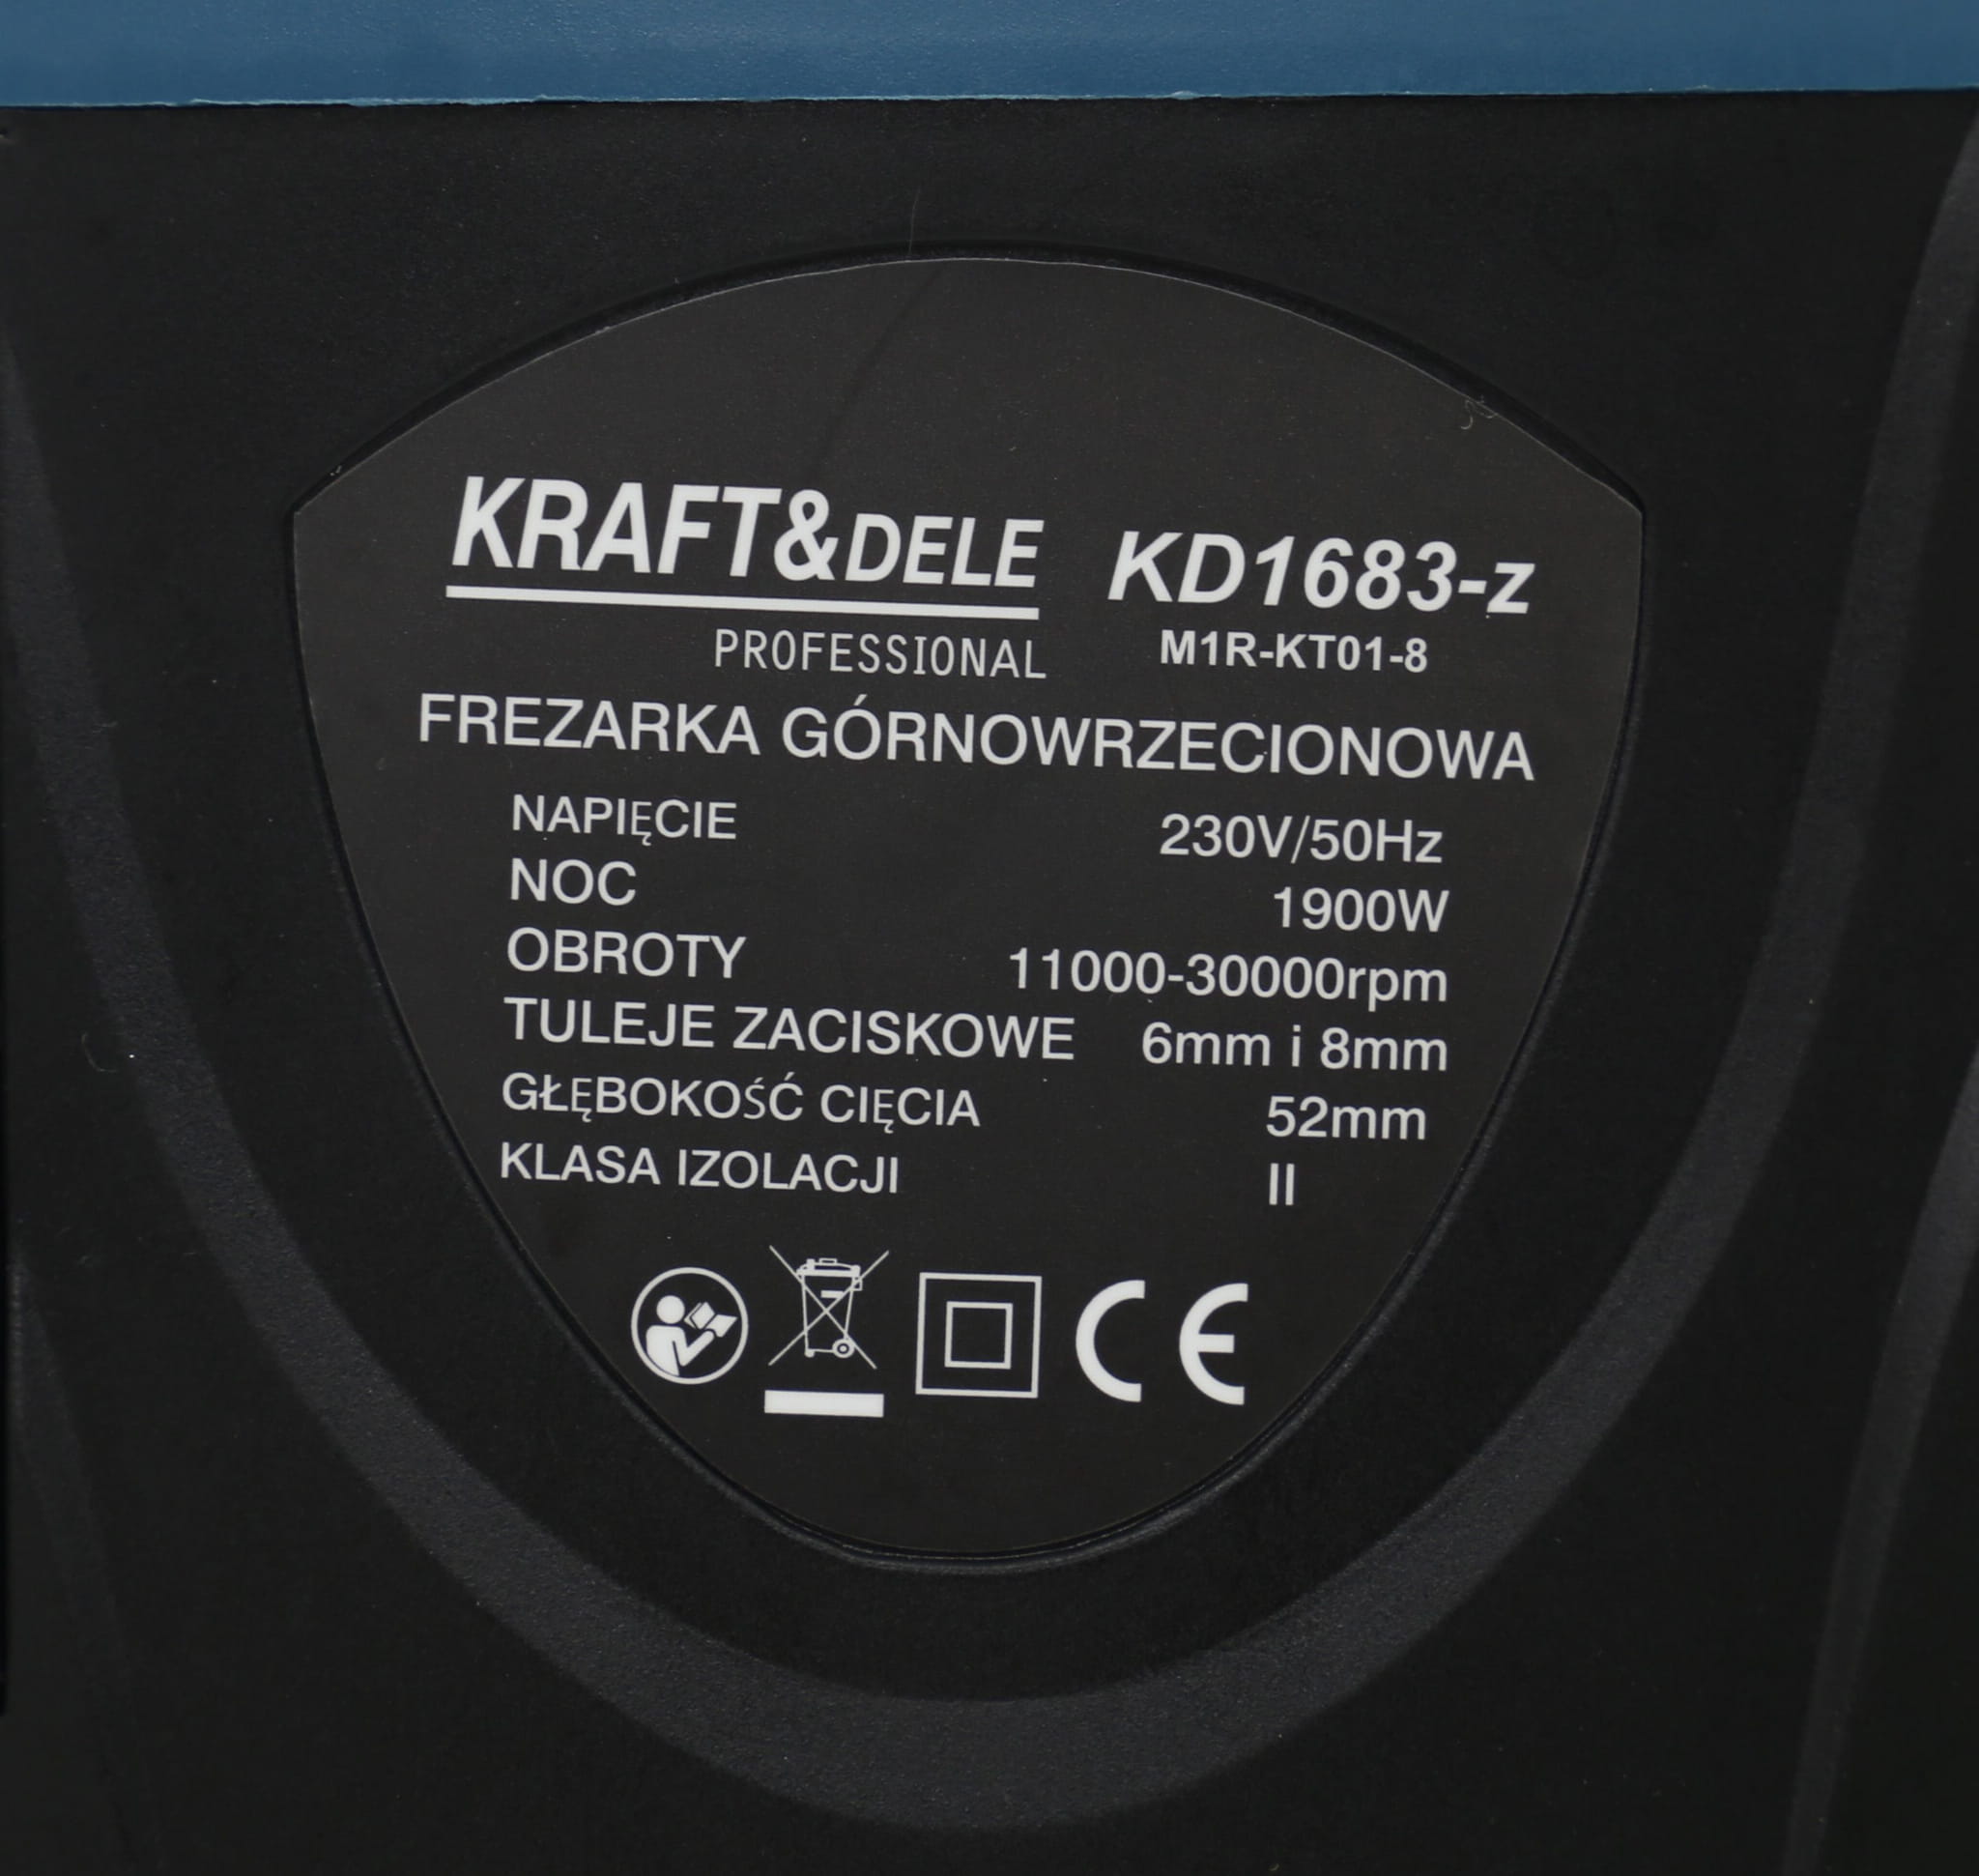 KRAFT&DELE KD1683-z
PROFESSIONAL M1R-KT01-8
FREZARKA GÓRNOWRZECIONOWA
NAPIĘCIE 230V/50Hz
NOC 1900W
OBROTY 11000-30000rpm
TULEJE ZACISKOWE 6mm i 8mm
GŁĘBOKOŚĆ CIĘCIA 52mm
KLASA IZOLACJI II
CE